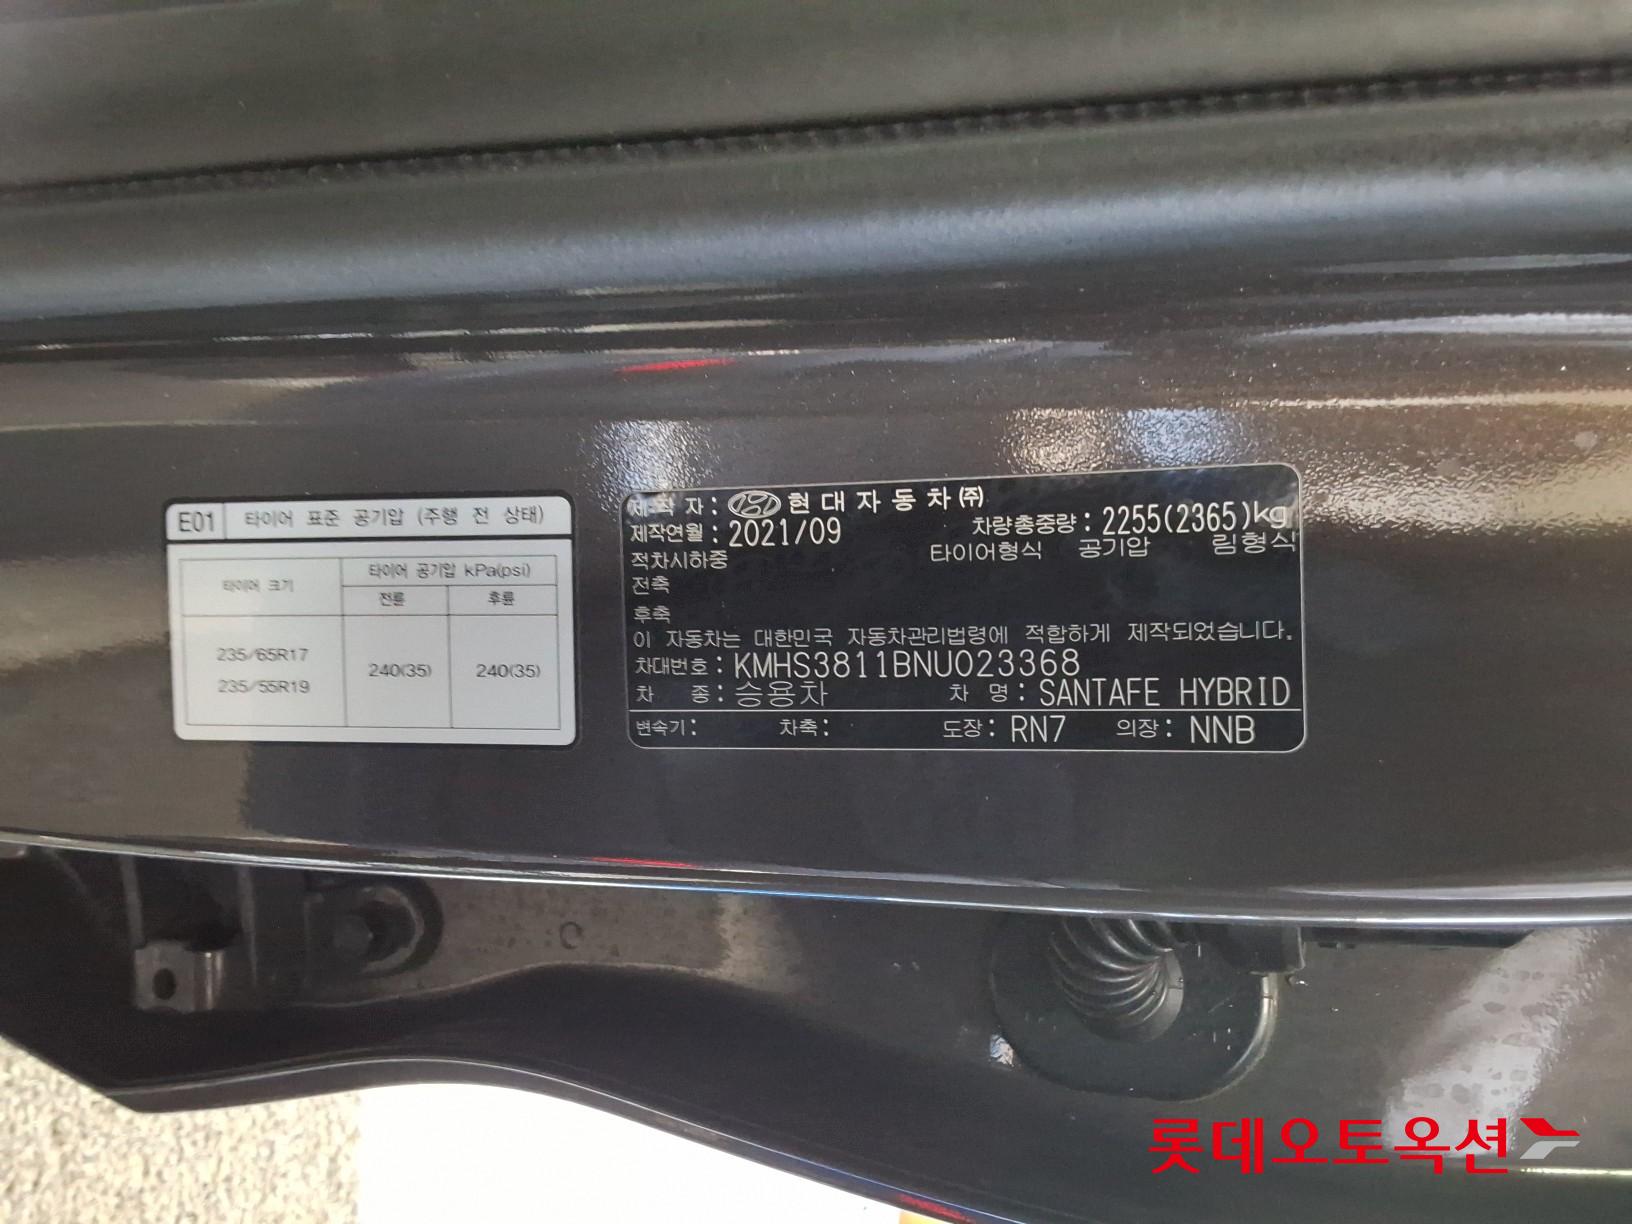 E01 타이어 표준 공기압 (주행 전 상태)
타이어 크기
타이어 공기압 kPa(psi)
전륜 후륜
235/65R17
235/55R19
240(35) 240(35)
제작자: 현대자동차(주)
제작연월: 2021/09 차량총중량: 2255(2365)kg
적차시하중 타이어형식 공기압 림형식
전축
후축
이 자동차는 대한민국 자동차관리법령에 적합하게 제작되었습니다.
차대번호: KMHS3811BNU023368
차 종: 승용차 차 명: SANTAFE HYBRID
변속기: 차축: 도장: RN7 의장: NNB
롯데오토옥션